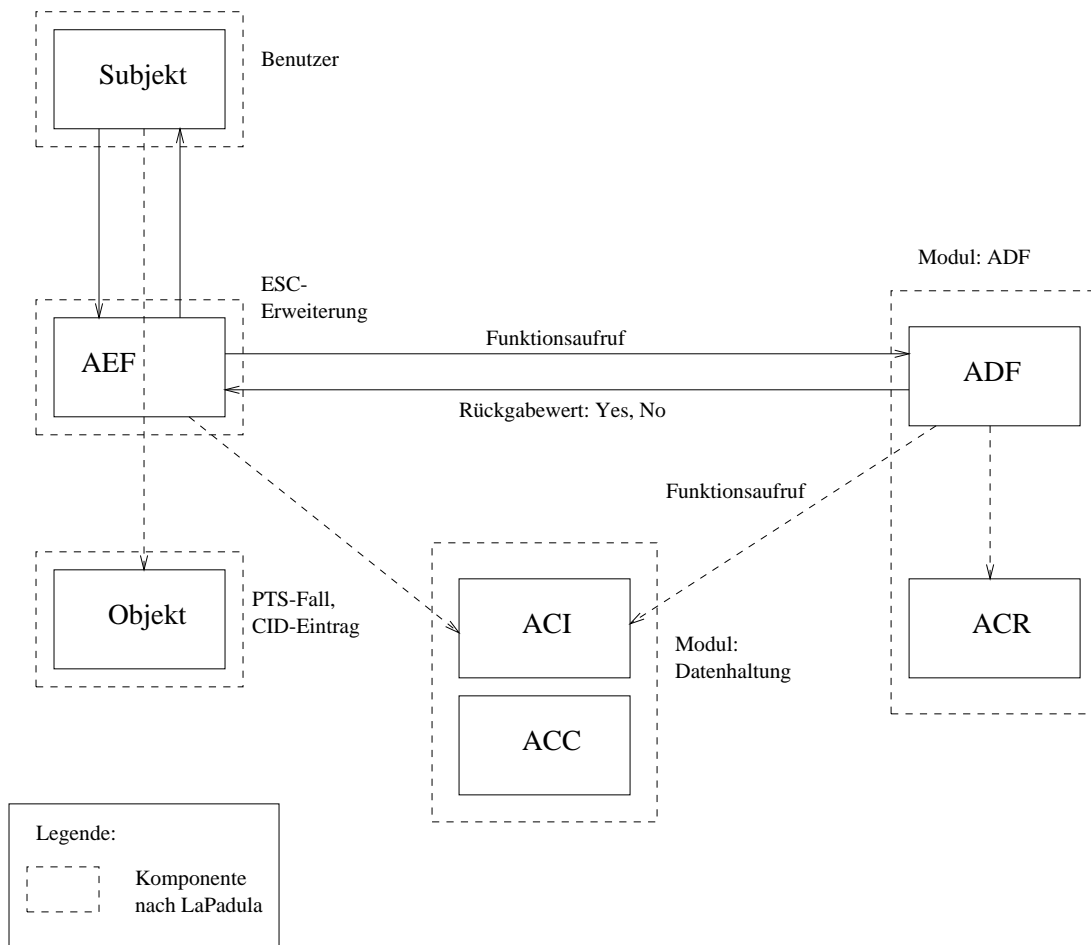 Subjekt
Benutzer
ESC-
Erweiterung
Modul: ADF
AEF
Funktionsaufruf
ADF
Rückgabewert: Yes, No
Funktionsaufruf
Objekt
PTS-Fall,
CID-Eintrag
ACI
ACR
Modul:
Datenhaltung
ACC
Legende:
Komponente
nach LaPadula